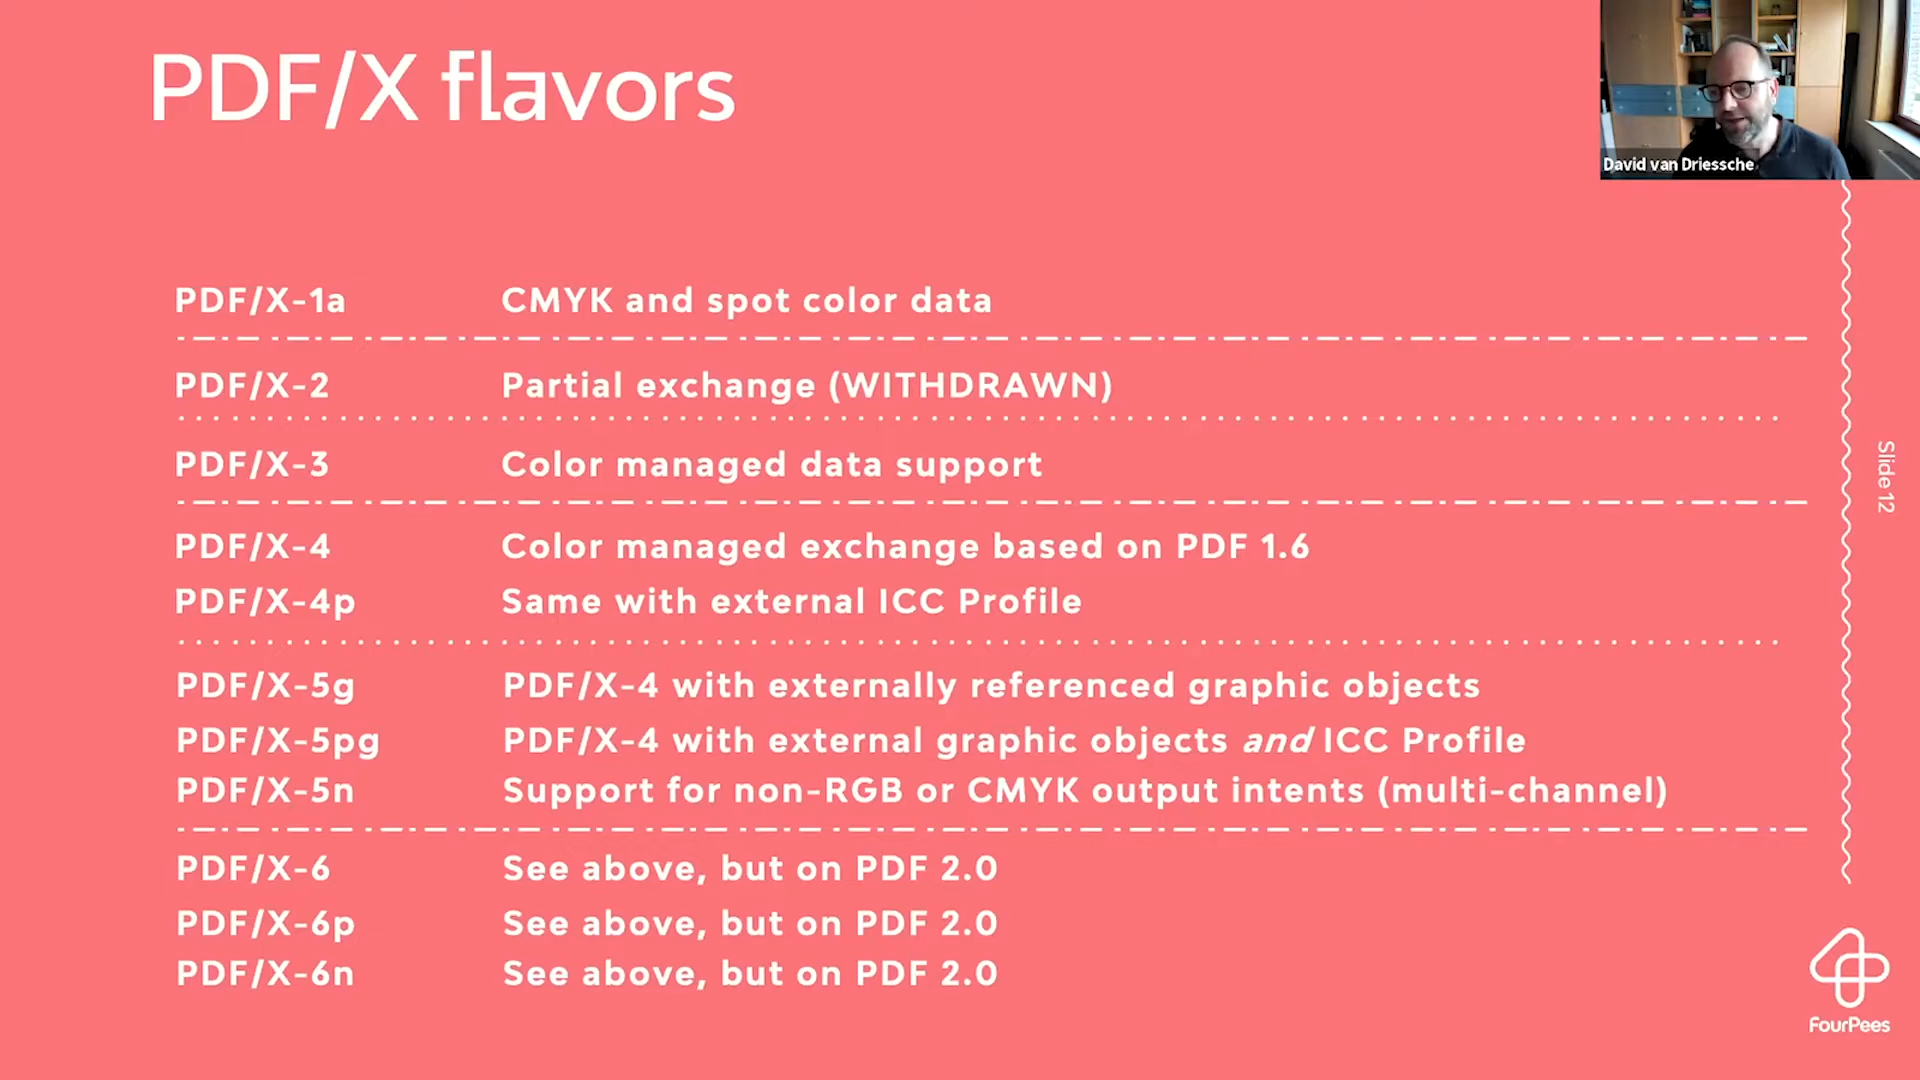 PDF/X flavors
David van Driessche
PDF/X-1a CMYK and spot color data
PDF/X-2 Partial exchange (WITHDRAWN)
PDF/X-3 Color managed data support
PDF/X-4 Color managed exchange based on PDF 1.6
PDF/X-4p Same with external ICC Profile
PDF/X-5g PDF/X-4 with externally referenced graphic objects
PDF/X-5pg PDF/X-4 with external graphic objects and ICC Profile
PDF/X-5n Support for non-RGB or CMYK output intents (multi-channel)
PDF/X-6 See above, but on PDF 2.0
PDF/X-6p See above, but on PDF 2.0
PDF/X-6n See above, but on PDF 2.0
Slide 12
FourPees